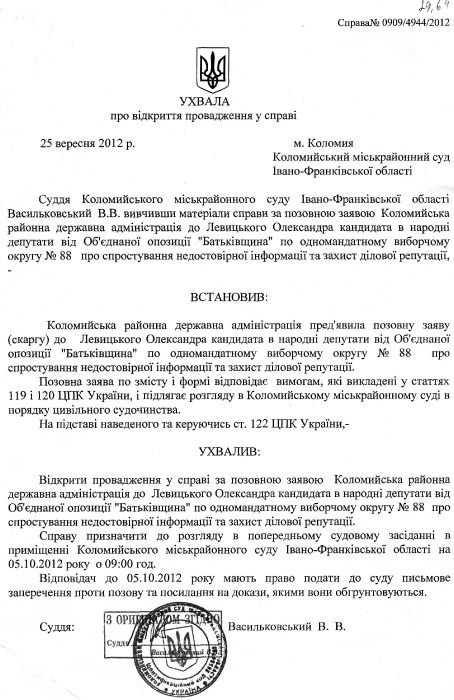 29,64
Справа№ 0909/4944/2012
УХВАЛА
про відкриття провадження у справі
25 вересня 2012 р.
м. Коломия
Коломийський міськрайонний суд
Івано-Франківської області
Суддя Коломийського міськрайонного суду Івано-Франківської області
Васильковський В.В. вивчивши матеріали справи за позовною заявою Коломийська
районна державна адміністрація до Левицького Олександра кандидата в народні
депутати від Об'єднаної опозиції "Батьківщина" по одномандатному виборчому
округу № 88 про спростування недостовірної інформації та захист ділової репутації,
-
ВСТАНОВИВ:
Коломийська районна державна адміністрація пред'явила позовну заяву
(скаргу) до Левицького Олександра кандидата в народні депутати від Об'єднаної
опозиції "Батьківщина" по одномандатному виборчому округу № 88 про
спростування недостовірної інформації та захист ділової репутації.
Позовна заява по змісту і формі відповідає вимогам, які викладені у статтях
119 і 120 ЦПК України, і підлягає розгляду в Коломийському міськрайонному суді в
порядку цивільного судочинства.
На підставі наведеного та керуючись ст. 122 ЦПК України,-
УХВАЛИВ:
Відкрити провадження у справі за позовною заявою Коломийська районна
державна адміністрація до Левицького Олександра кандидата в народні депутати від
Об'єднаної опозиції "Батьківщина" по одномандатному виборчому округу № 88 про
спростування недостовірної інформації та захист ділової репутації.
Справу призначити до розгляду в попередньому судовому засіданні в
приміщенні Коломийського міськрайонного суду Івано-Франківської області на
05.10.2012 року о 09:00 год.
Відповідач до 05.10.2012 року мають право подати до суду письмове
заперечення проти позову та посилання на докази, якими вони обґрунтовуються.
Суддя:
Васильковський В. В.
З ОРИГІНАЛОМ ЗГІДНО
Суддя